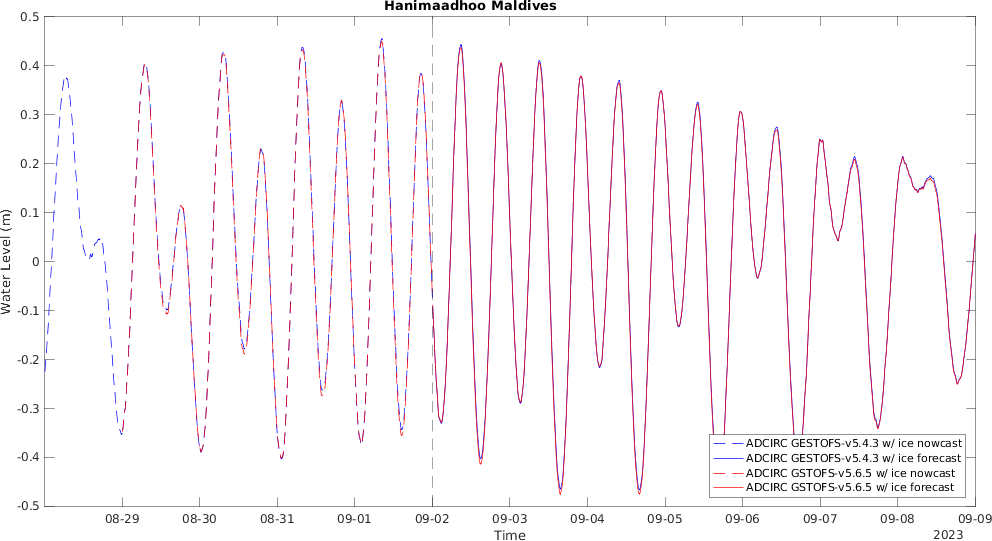 Hanimaadhoo Maldives
0.5
0.4
0.3
0.2
0.1
0
-0.1
-0.2
-0.3
-0.4
-0.5
Water Level (m)
ADCIRC GESTOFS-v5.4.3 w/ ice nowcast
ADCIRC GESTOFS-v5.4.3 w/ ice forecast
ADCIRC GSTOFS-v5.6.5 w/ ice nowcast
ADCIRC GSTOFS-v5.6.5 w/ ice forecast
08-29 08-30 08-31 09-01 09-02 09-03 09-04 09-05 09-06 09-07 09-08 09-09
Time
2023